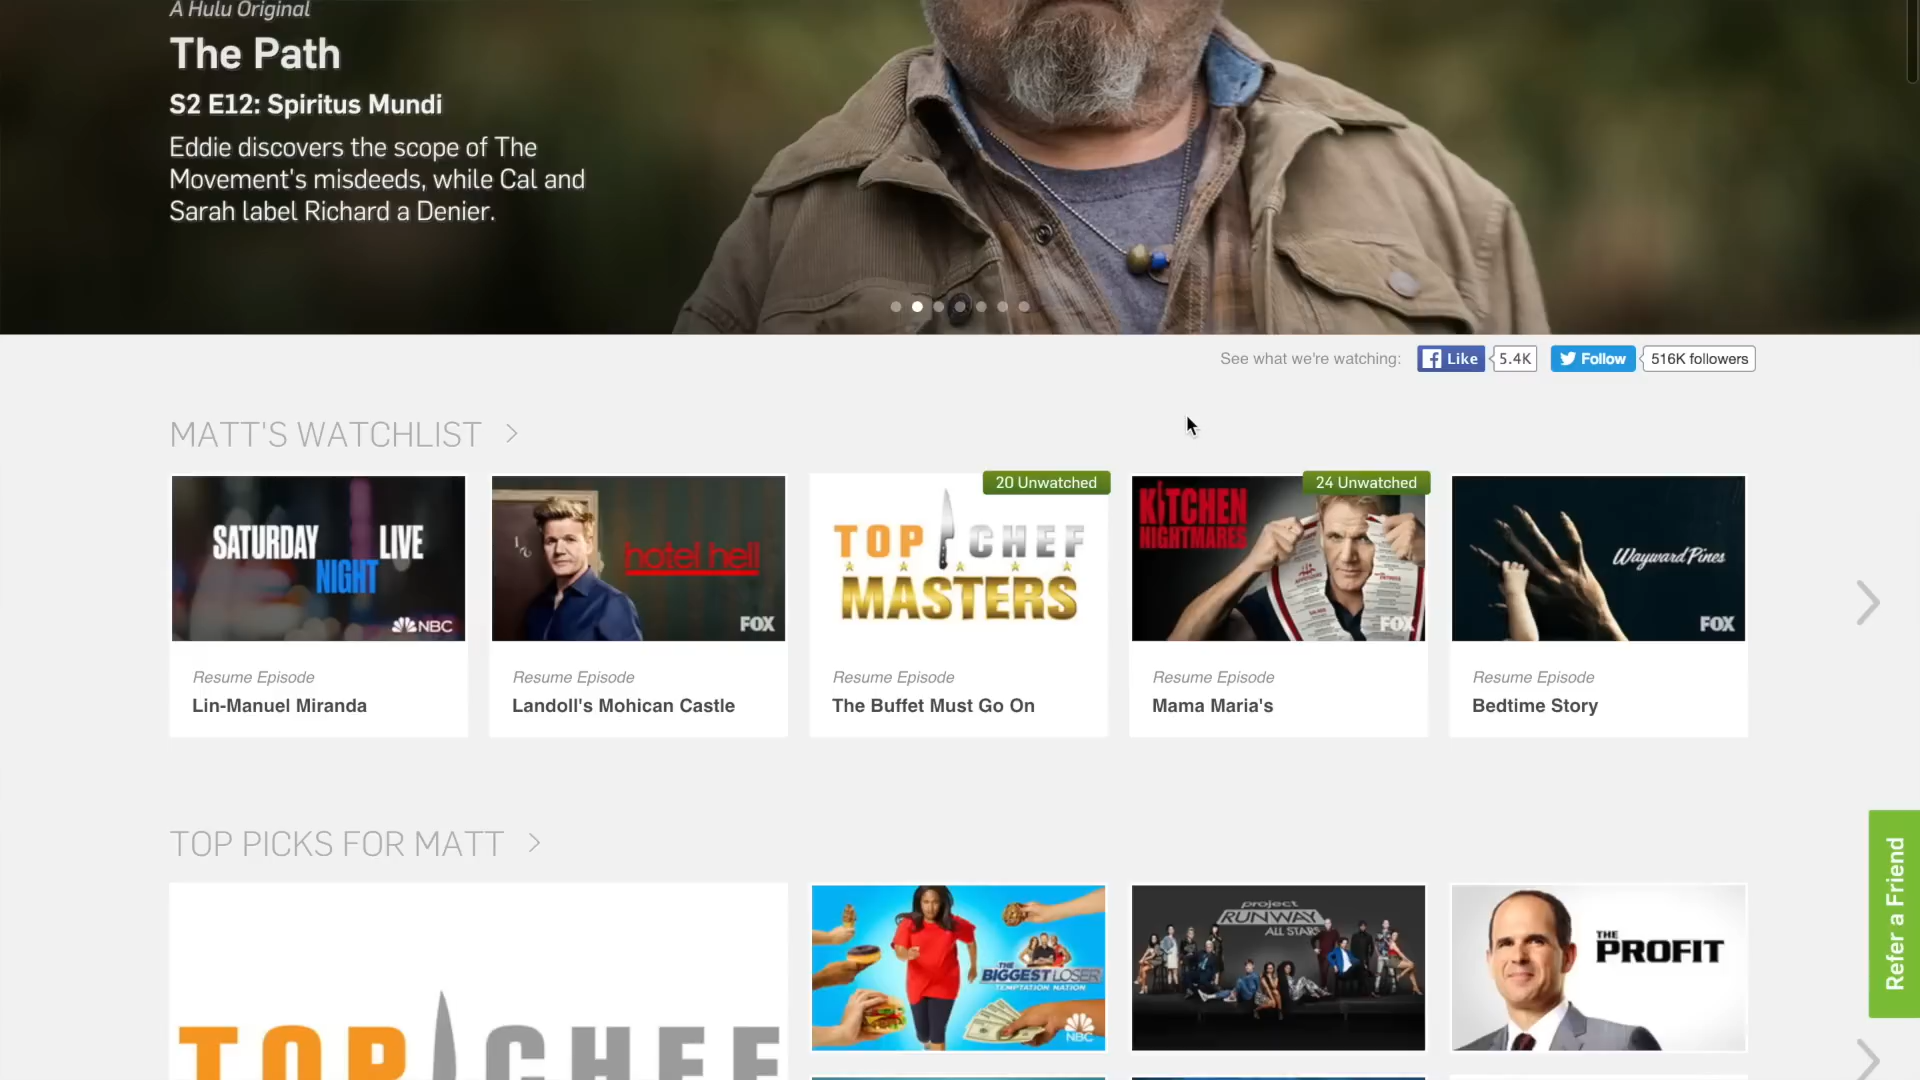 A Hulu Original
The Path
S2 E12: Spiritus Mundi
Eddie discovers the scope of The
Movement's misdeeds, while Cal and
Sarah label Richard a Denier.
See what we're watching:
Like
5.4K
Follow
516K followers
MATT'S WATCHLIST
SATURDAY NIGHT LIVE
NBC
Resume Episode
Lin-Manuel Miranda
hotel hell
FOX
Resume Episode
Landoll's Mohican Castle
20 Unwatched
TOP CHEF
MASTERS
Resume Episode
The Buffet Must Go On
24 Unwatched
KITCHEN
NIGHTMARES
FOX
Resume Episode
Mama Maria's
Wayward Pines
FOX
Resume Episode
Bedtime Story
TOP PICKS FOR MATT
TOP CHEF
THE
BIGGEST LOSER
TEMPTATION NATION
NBC
project
RUNWAY
ALL STARS
THE
PROFIT
Refer a Friend